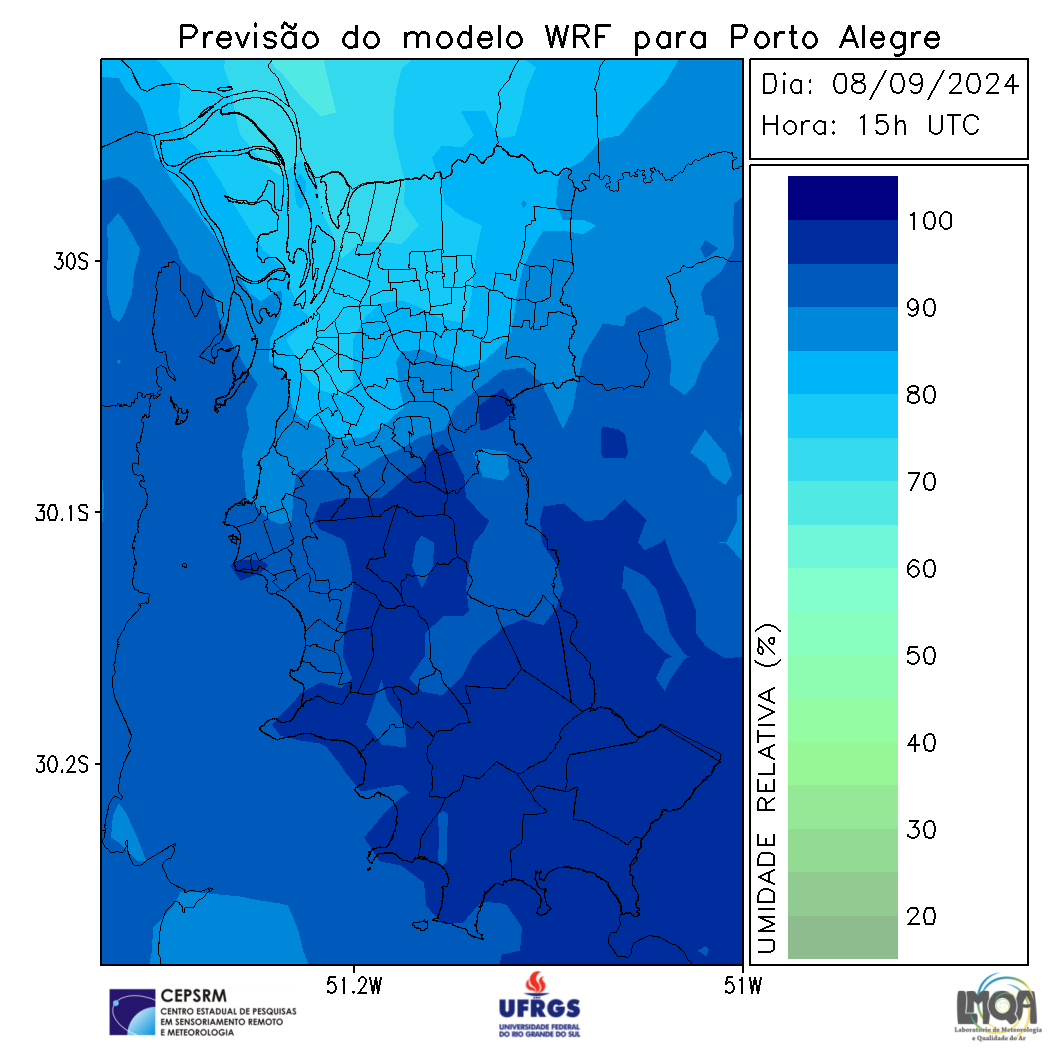 Previsão do modelo WRF para Porto Alegre
Dia: 08/09/2024
Hora: 15h UTC
100
90
80
70
60
50
40
30
20
UMIDADE RELATIVA (%)
30S
30.1S
30.2S
51.2W
51W
CEPSRM
CENTRO ESTADUAL DE PESQUISAS
EM SENSORIAMENTO REMOTO
E METEOROLOGIA
UFRGS
UNIVERSIDADE FEDERAL
DO RIO GRANDE DO SUL
LMQA
Laboratório de Meteorologia
e Qualidade do Ar